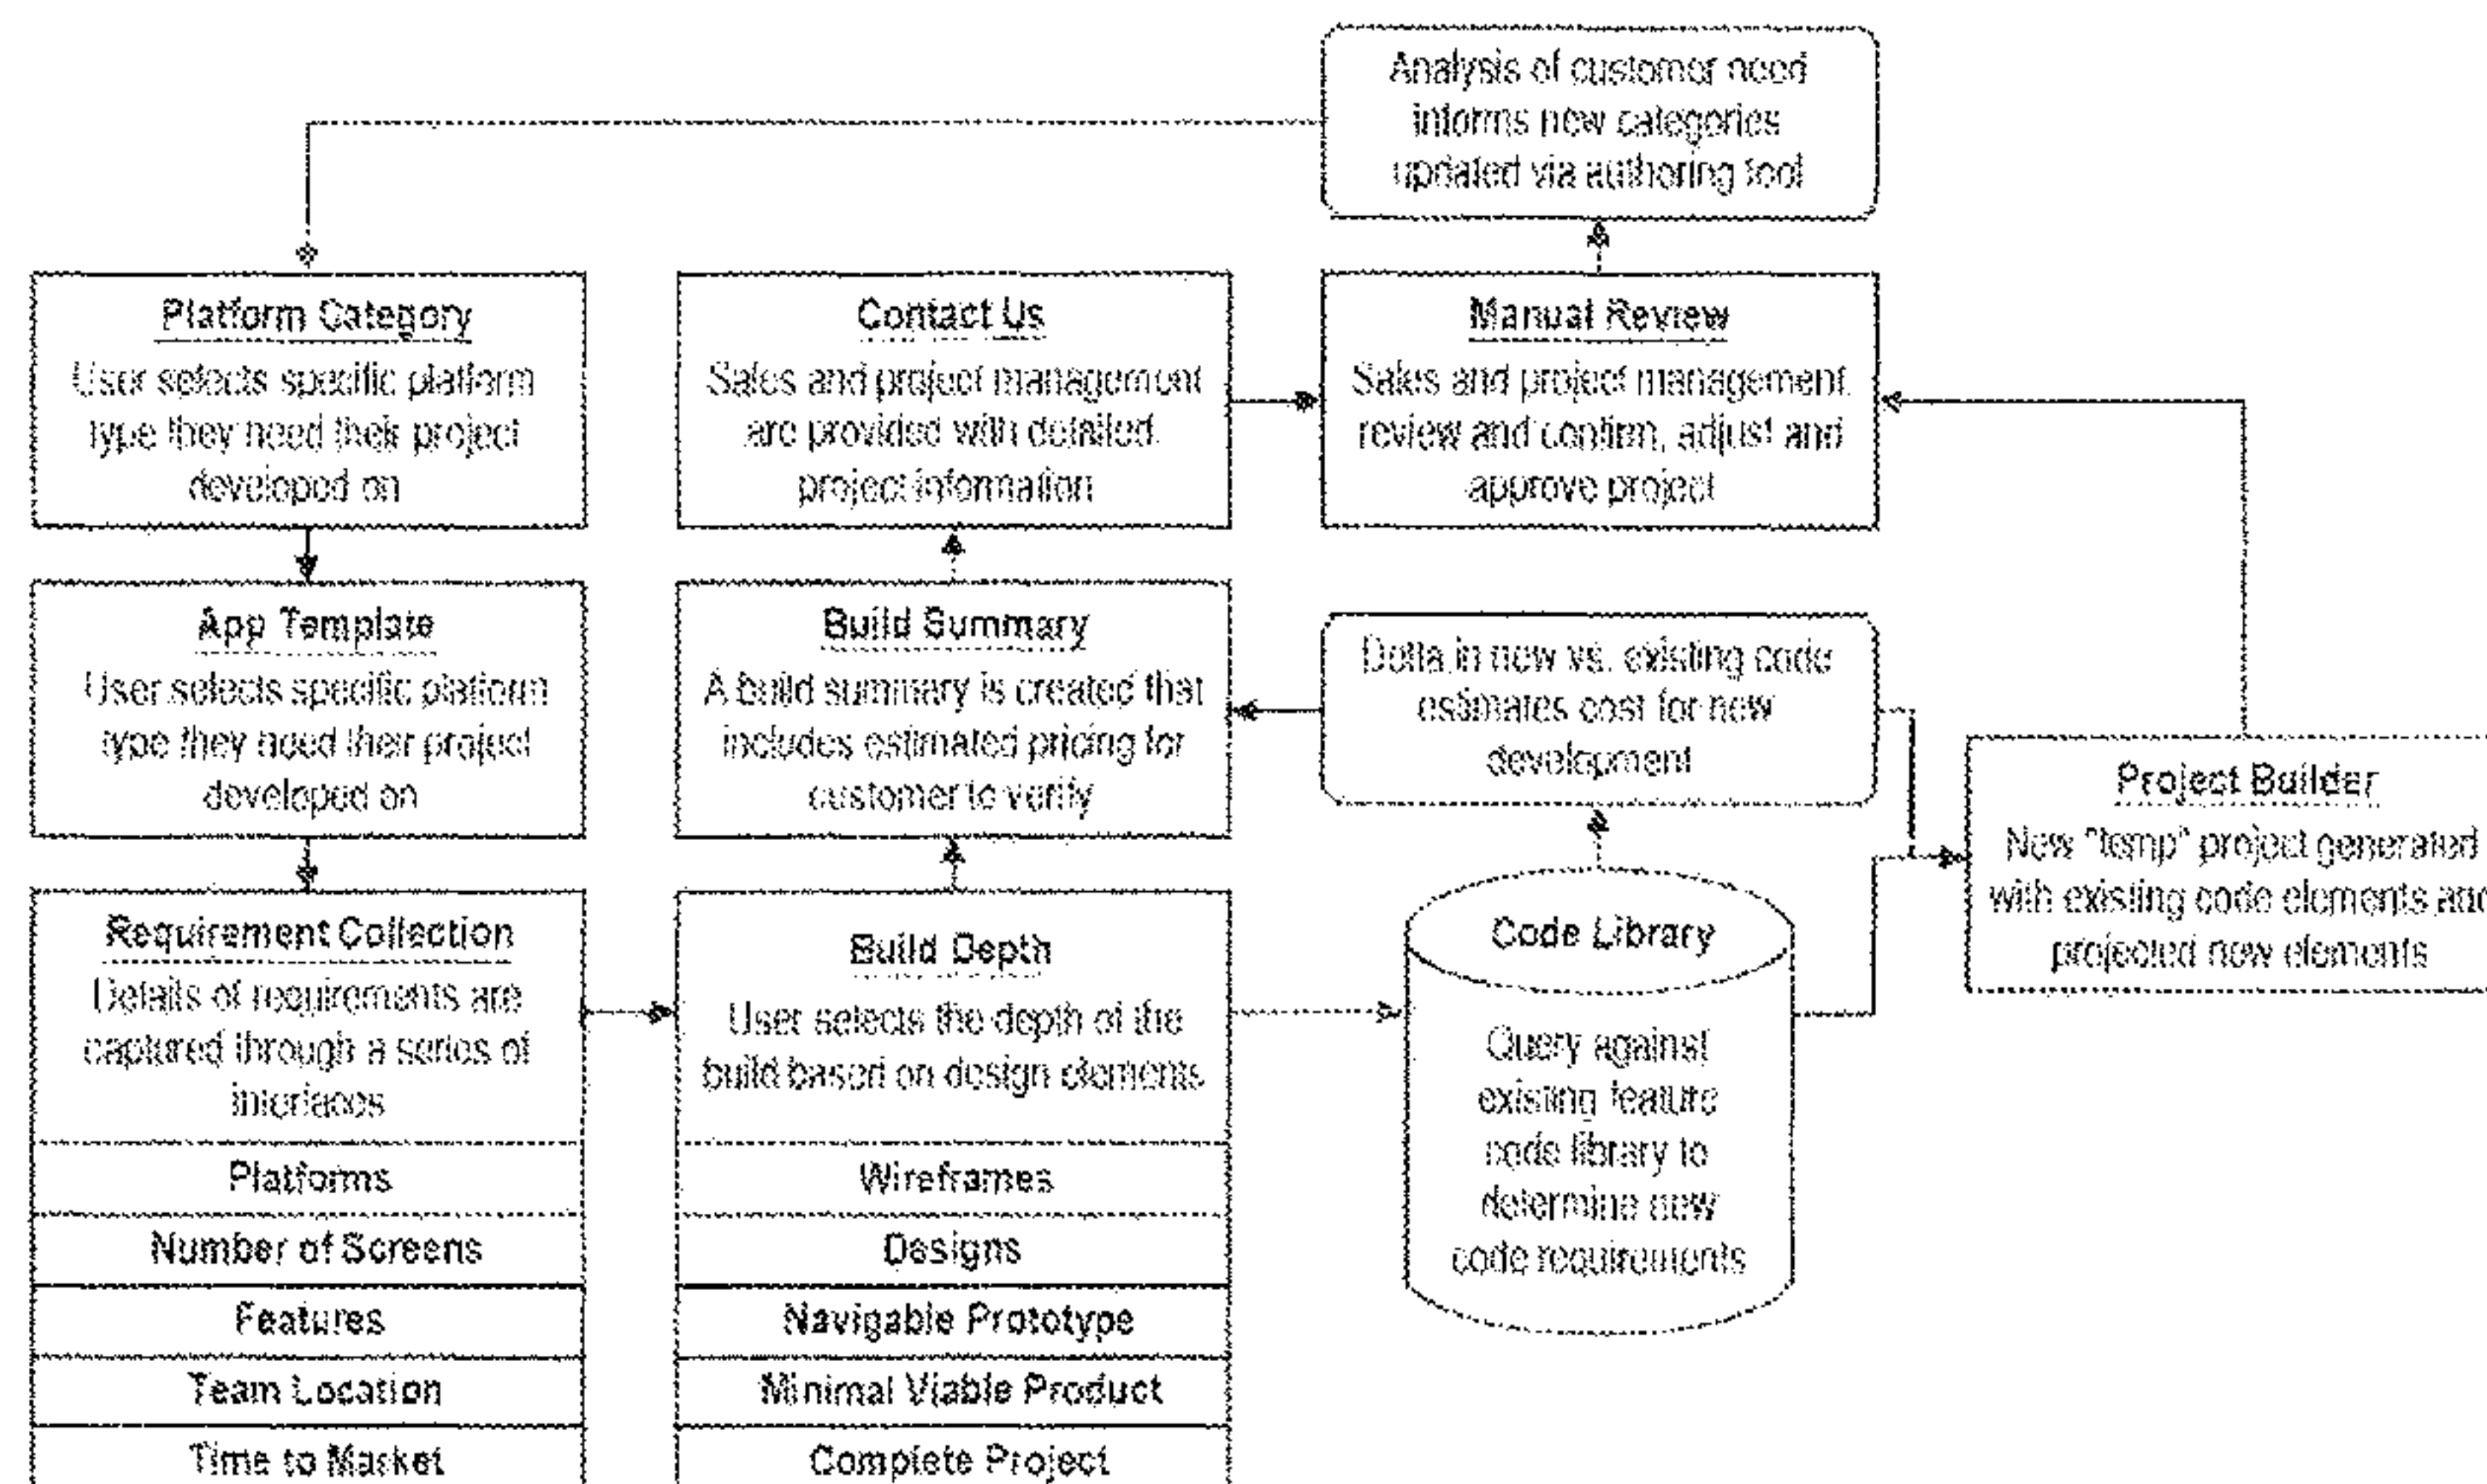 Analysis of customer need
informs new categories
updated via authoring tool
Platform Category
User selects specific platform
type they need their project
developed on
Contact Us
Sales and project management
are provided with detailed
project information
Manual Review
Sales and project management
review and confirm, adjust and
approve project
App Template
User selects specific platform
type they need their project
developed on
Build Summary
A build summary is created that
includes estimated pricing for
customer to verify
Delta in new vs. existing code
estimates cost for new
development
Project Builder
New "temp" project generated
with existing code elements and
projected new elements
Requirement Collection
Details of requirements are
captured through a series of
interfaces
Platforms
Number of Screens
Features
Team Location
Time to Market
Build Depth
User selects the depth of the
build based on design elements
Wireframes
Designs
Navigable Prototype
Minimal Viable Product
Complete Project
Code Library
Query against
existing feature
code library to
determine new
code requirements